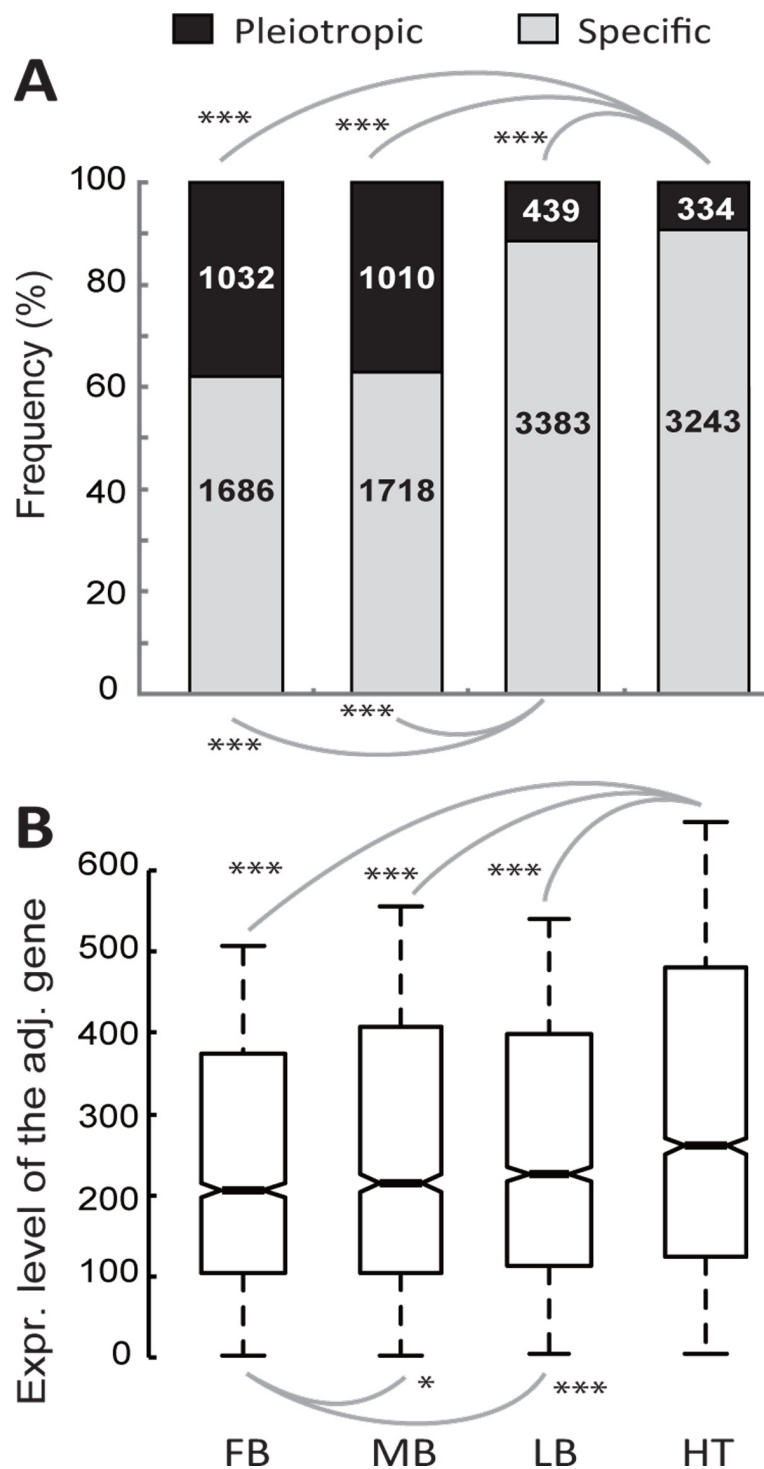 Pleiotropic Specific
A
*** *** ***
100
80
60
40
20
0
Frequency (%)
1032 1010 439 334
1686 1718 3383 3243
*** ***
B
*** *** ***
600
500
400
300
200
100
0
Expr. level of the adj. gene
* ***
FB MB LB HT